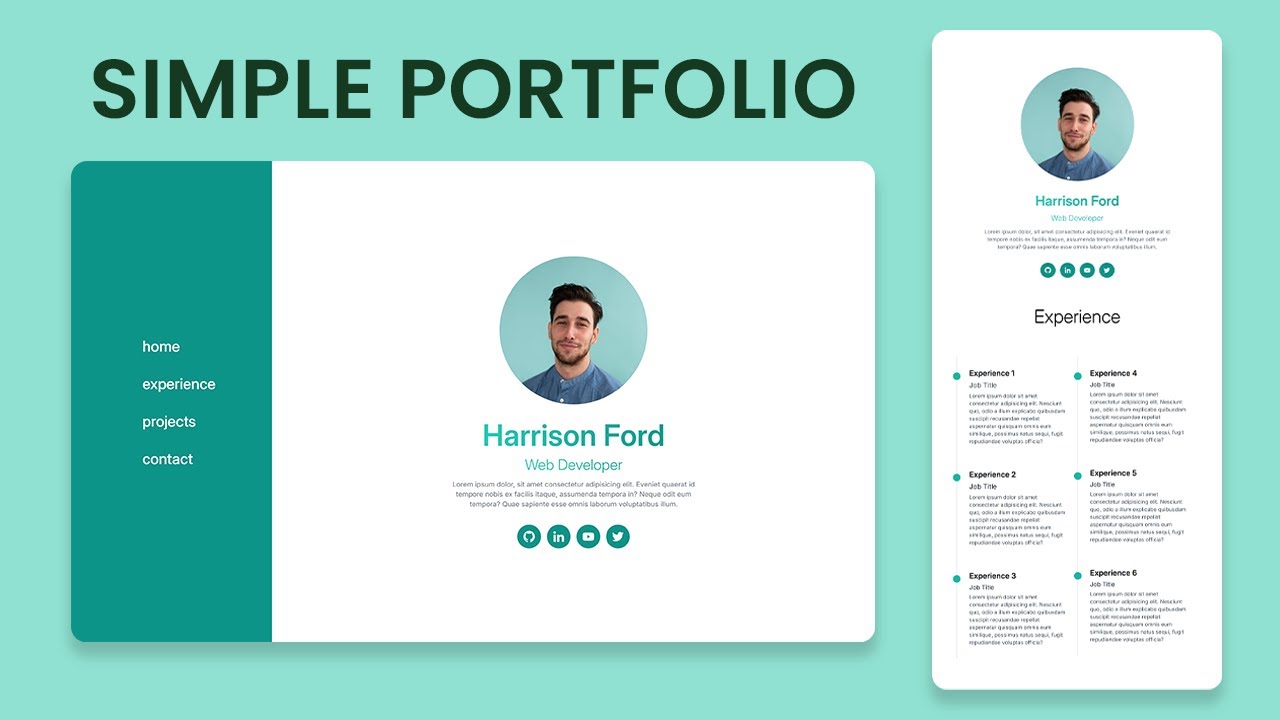 SIMPLE PORTFOLIO
home
experience
projects
contact
Harrison Ford
Web Developer
Lorem ipsum dolor, sit amet consectetur adipisicing elit. Eveniet quaerat id
tempore nobis ex facilis itaque, assumenda tempora in? Neque odit eum
tempora? Quae sapiente esse omnis laborum voluptatibus illum.
Harrison Ford
Web Developer
Lorem ipsum dolor, sit amet consectetur adipisicing elit. Eveniet quaerat id
tempore nobis ex facilis itaque, assumenda tempora in? Neque odit eum
tempora? Quae sapiente esse omnis laborum voluptatibus illum.
Experience
Experience 1
Job Title
Lorem ipsum dolor sit amet
consectetur adipisicing elit. Nesciunt
quo, odio a illum explicabo quibusdam
suscipit recusandae repellat
aspernatur quisquam omnis eum
similique, possimus natus sequi, fugit
repudiandae voluptas officia?
Experience 2
Job Title
Lorem ipsum dolor sit amet
consectetur adipisicing elit. Nesciunt
quo, odio a illum explicabo quibusdam
suscipit recusandae repellat
aspernatur quisquam omnis eum
similique, possimus natus sequi, fugit
repudiandae voluptas officia?
Experience 3
Job Title
Lorem ipsum dolor sit amet
consectetur adipisicing elit. Nesciunt
quo, odio a illum explicabo quibusdam
suscipit recusandae repellat
aspernatur quisquam omnis eum
similique, possimus natus sequi, fugit
repudiandae voluptas officia?
Experience 4
Job Title
Lorem ipsum dolor sit amet
consectetur adipisicing elit. Nesciunt
quo, odio a illum explicabo quibusdam
suscipit recusandae repellat
aspernatur quisquam omnis eum
similique, possimus natus sequi, fugit
repudiandae voluptas officia?
Experience 5
Job Title
Lorem ipsum dolor sit amet
consectetur adipisicing elit. Nesciunt
quo, odio a illum explicabo quibusdam
suscipit recusandae repellat
aspernatur quisquam omnis eum
similique, possimus natus sequi, fugit
repudiandae voluptas officia?
Experience 6
Job Title
Lorem ipsum dolor sit amet
consectetur adipisicing elit. Nesciunt
quo, odio a illum explicabo quibusdam
suscipit recusandae repellat
aspernatur quisquam omnis eum
similique, possimus natus sequi, fugit
repudiandae voluptas officia?